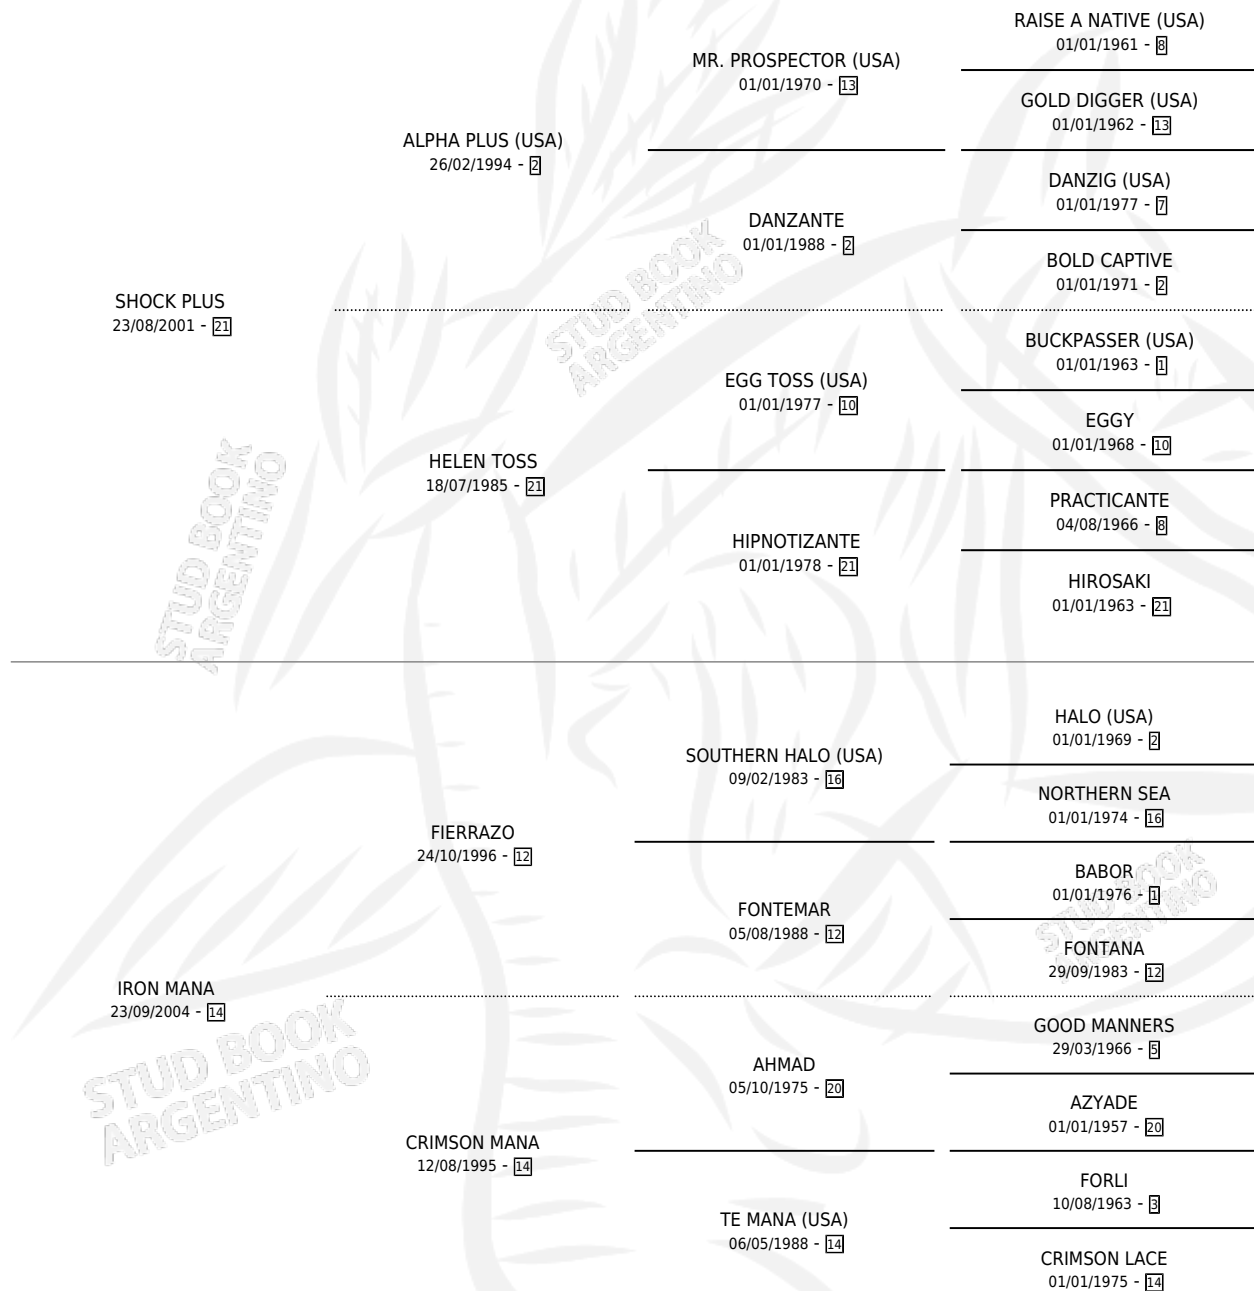 RAISE A NATIVE (USA)
01/01/1961 - 8
MR. PROSPECTOR (USA)
01/01/1970 - 13
GOLD DIGGER (USA)
01/01/1962 - 13
ALPHA PLUS (USA)
26/02/1994 - 2
DANZIG (USA)
01/01/1977 - 7
DANZANTE
01/01/1988 - 2
BOLD CAPTIVE
01/01/1971 - 2
SHOCK PLUS
23/08/2001 - 21
BUCKPASSER (USA)
01/01/1963 - 1
EGG TOSS (USA)
01/01/1977 - 10
EGGY
01/01/1968 - 10
HELEN TOSS
18/07/1985 - 21
PRACTICANTE
04/08/1966 - 8
HIPNOTIZANTE
01/01/1978 - 21
HIROSAKI
01/01/1963 - 21
HALO (USA)
01/01/1969 - 2
SOUTHERN HALO (USA)
09/02/1983 - 16
NORTHERN SEA
01/01/1974 - 16
FIERRAZO
24/10/1996 - 12
BABOR
01/01/1976 - 1
FONTEMAR
05/08/1988 - 12
FONTANA
29/09/1983 - 12
IRON MANA
23/09/2004 - 14
GOOD MANNERS
29/03/1966 - 5
AHMAD
05/10/1975 - 20
AZYADE
01/01/1957 - 20
CRIMSON MANA
12/08/1995 - 14
FORLI
10/08/1963 - 3
TE MANA (USA)
06/05/1988 - 14
CRIMSON LACE
01/01/1975 - 14
STUD BOOK
ARGENTINO
STUD BOOK
ARGENTINO
STUD BOOK
ARGENTINO
STUD BOOK
ARGENTINO